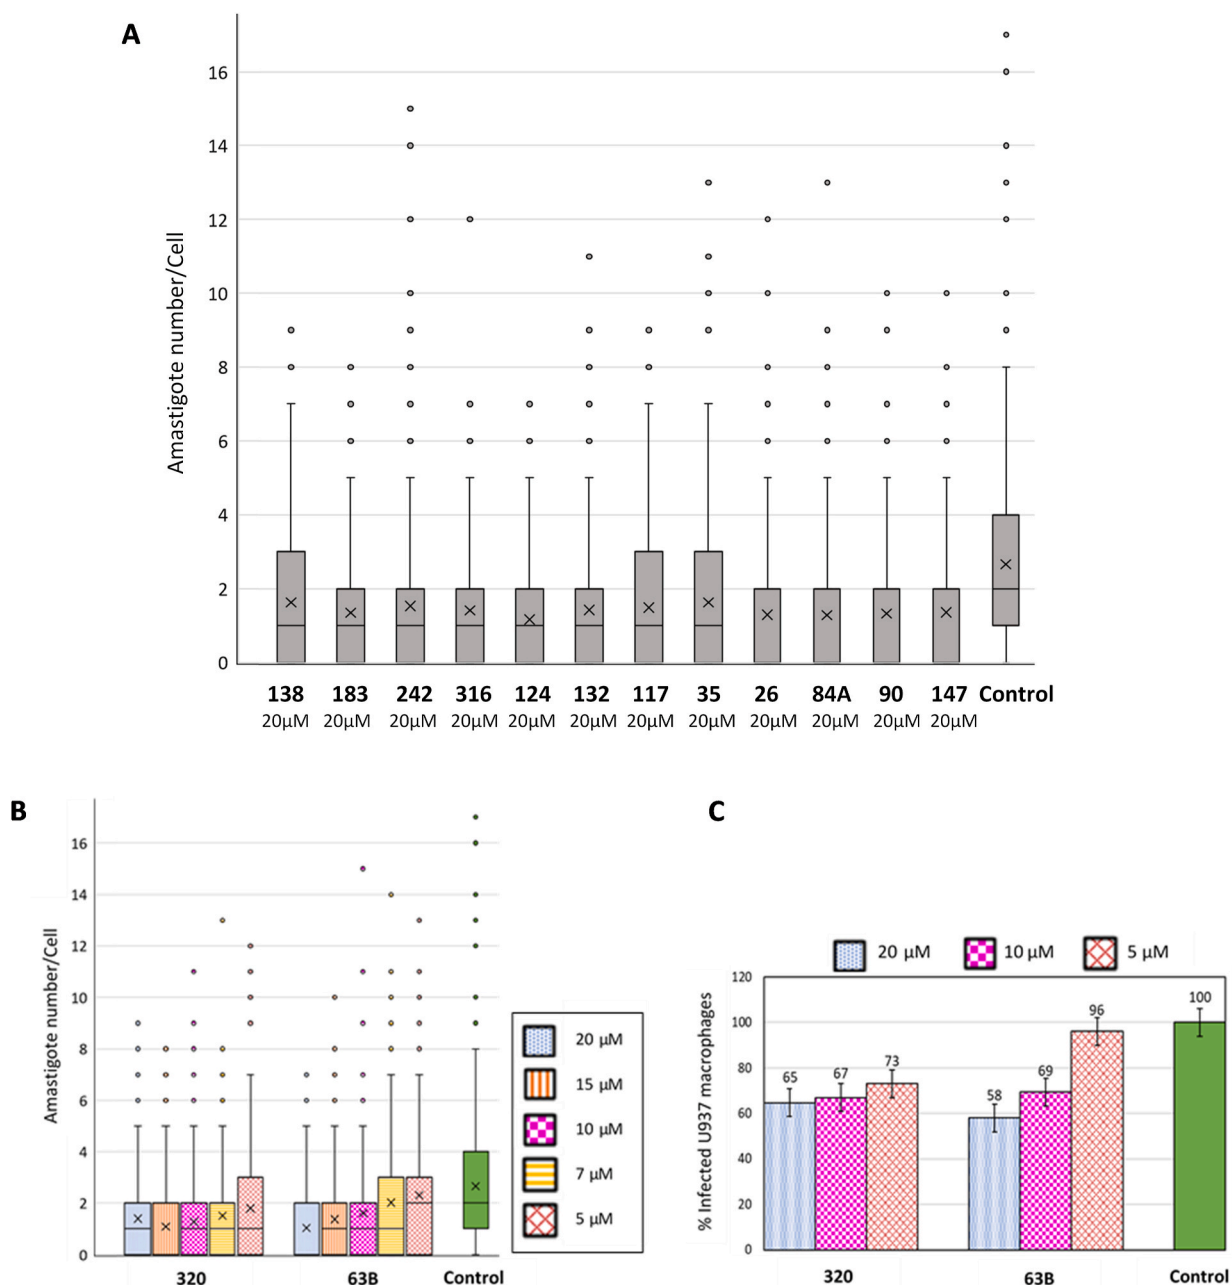 A
Amastigote number/Cell
16
14
12
10
8
6
4
2
0
138 183 242 316 124 132 117 35 26 84A 90 147 Control
20µM 20µM 20µM 20µM 20µM 20µM 20µM 20µM 20µM 20µM 20µM 20µM
B
Amastigote number/Cell
16
14
12
10
8
6
4
2
0
320 63B Control
20 µM
15 µM
10 µM
7 µM
5 µM
C
20 µM 10 µM 5 µM
% Infected U937 macrophages
120
100
80
60
40
20
0
65 67 73 58 69 96 100
320 63B Control